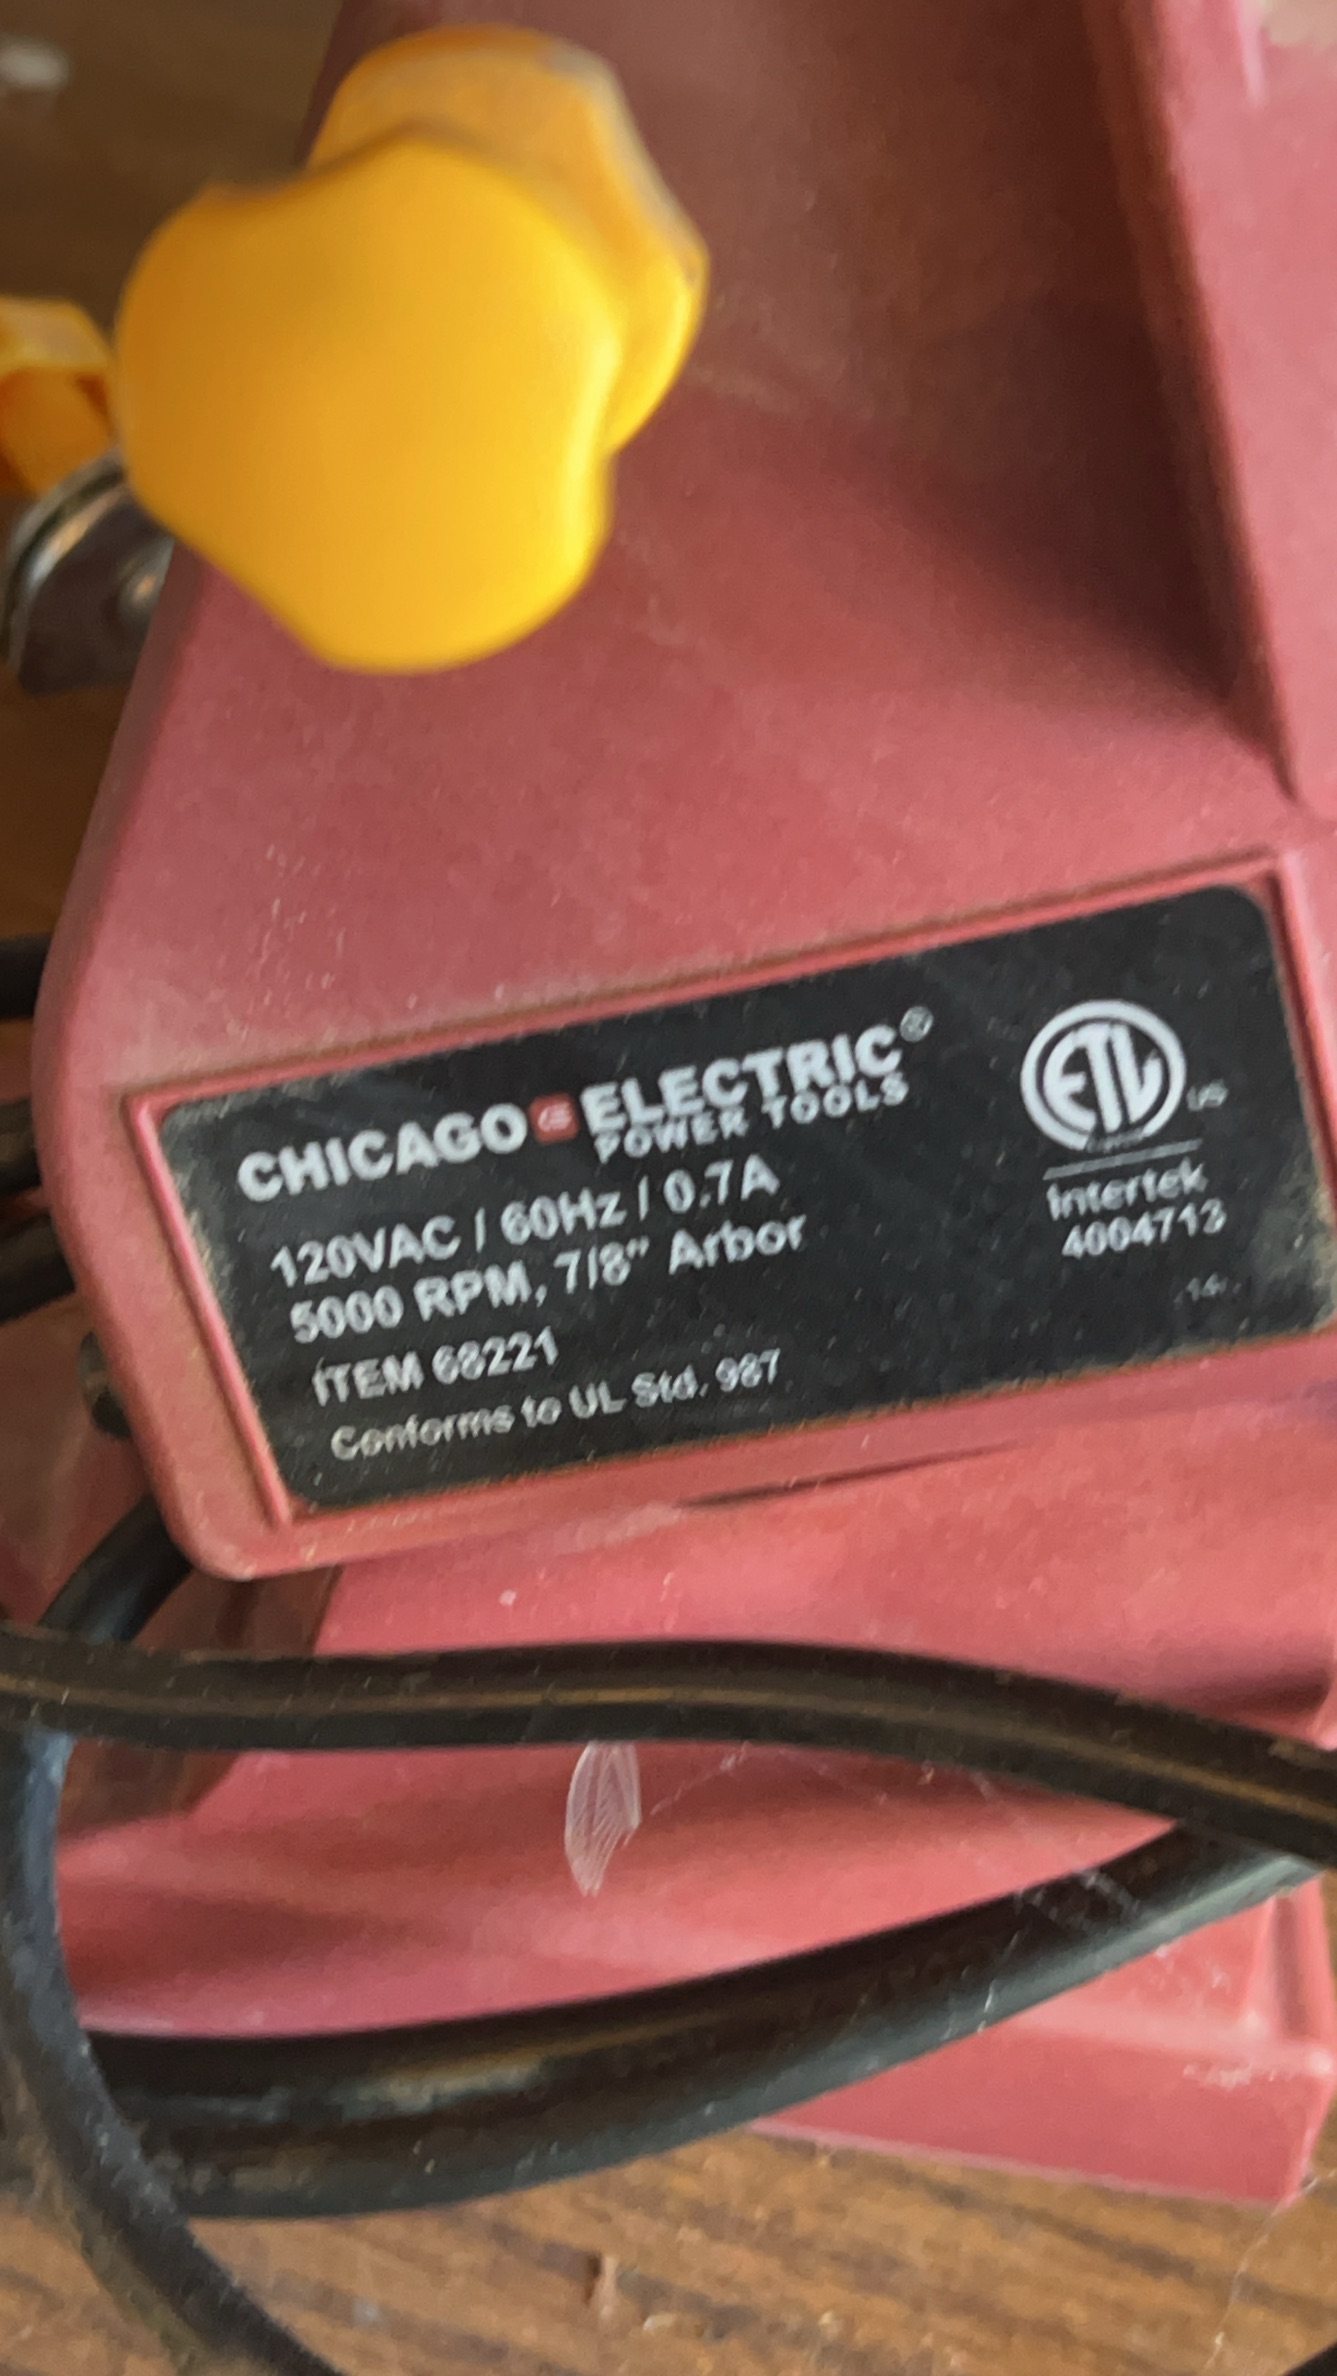 CHICAGO CE ELECTRIC®
POWER TOOLS
120VAC / 60Hz / 0.7A
5000 RPM, 7/8" Arbor
ITEM 68221
Conforms to UL Std. 987
ETL
US
Intertek
4004713